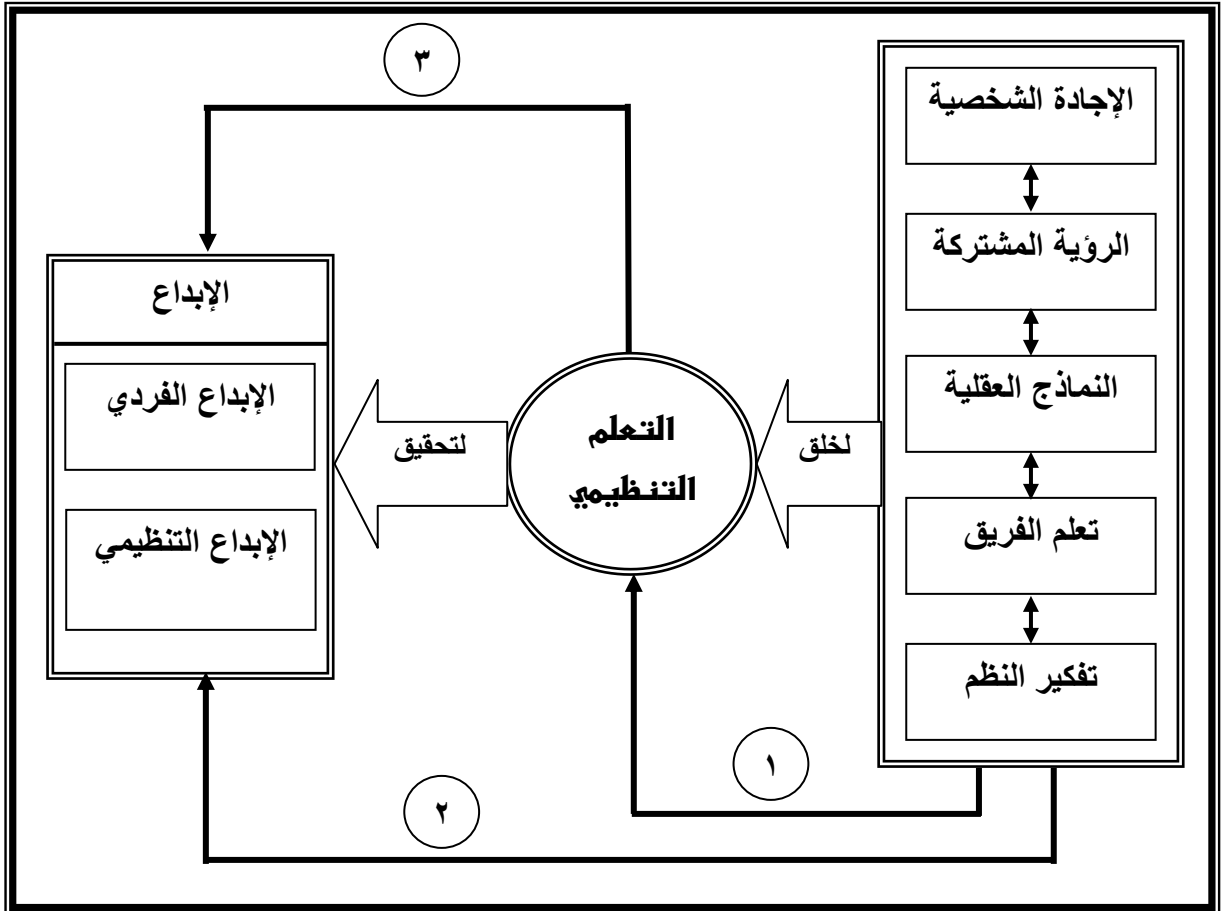 ٣
الإجادة الشخصية
الرؤية المشتركة
النماذج العقلية
تعلم الفريق
تفكير النظم
لخلق
التعلم
التنظيمي
لتحقيق
الإبداع
الإبداع الفردي
الإبداع التنظيمي
١
٢